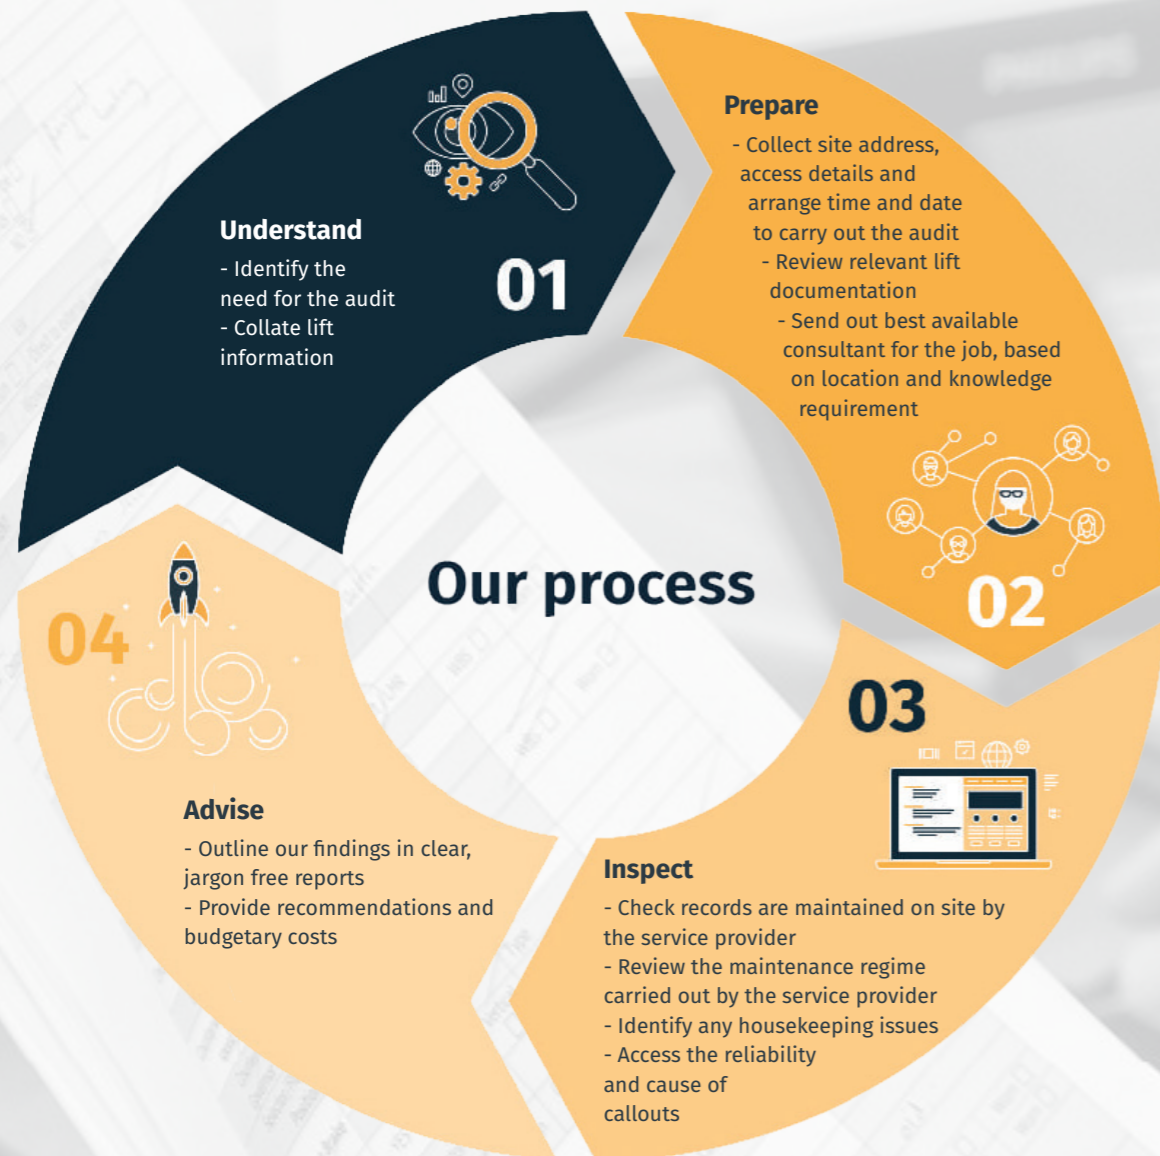 Understand
- Identify the
need for the audit
- Collate lift
information
01
Prepare
- Collect site address,
access details and
arrange time and date
to carry out the audit
- Review relevant lift
documentation
- Send out best available
consultant for the job, based
on location and knowledge
requirement
02
Our process
03
Inspect
- Check records are maintained on site by
the service provider
- Review the maintenance regime
carried out by the service provider
- Identify any housekeeping issues
- Access the reliability
and cause of
callouts
04
Advise
- Outline our findings in clear,
jargon free reports
- Provide recommendations and
budgetary costs